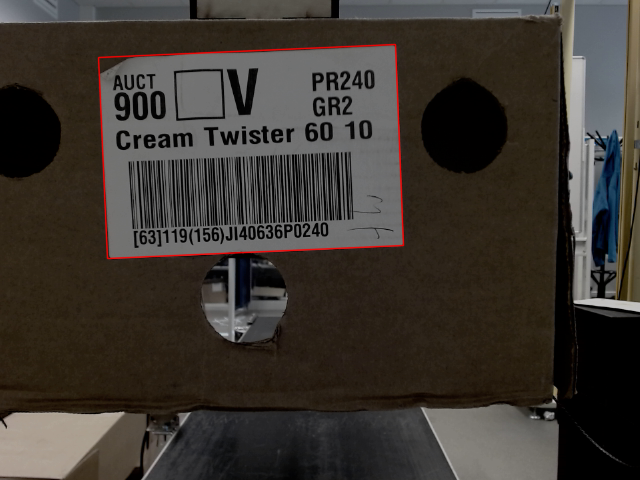 AUCT
900 V
PR240
GR2
Cream Twister 60 10
[63]119(156)JI40636P0240